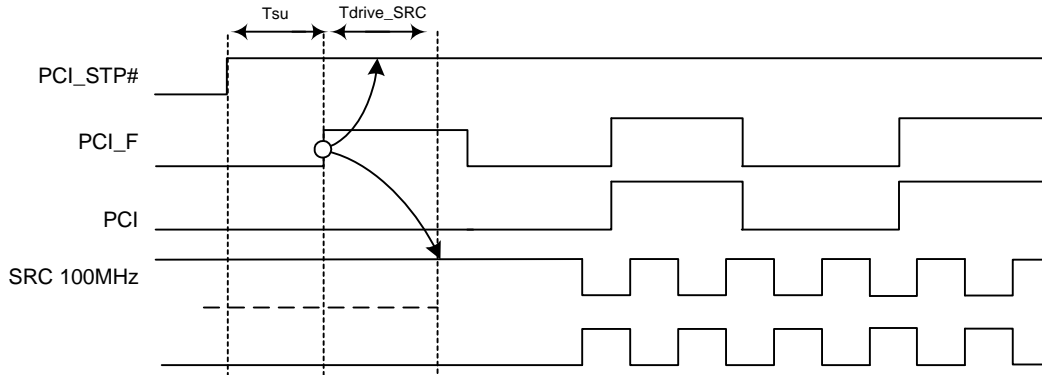 Tsu
Tdrive_SRC
PCI_STP#
PCI_F
PCI
SRC 100MHz